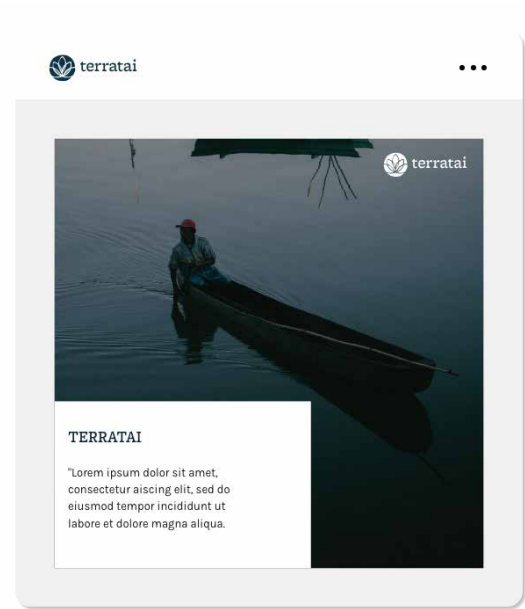 terratai
terratai
TERRATAI
"Lorem ipsum dolor sit amet,
consectetur aiscing elit, sed do
eiusmod tempor incididunt ut
labore et dolore magna aliqua.